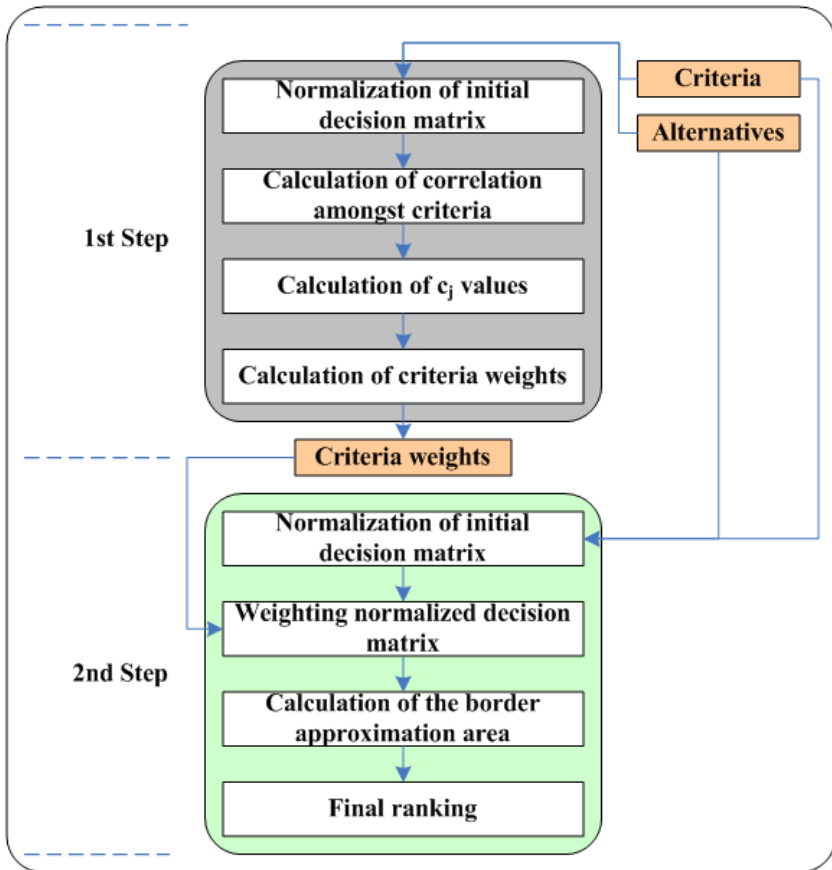 Normalization of initial
decision matrix
Criteria
Alternatives
Calculation of correlation
amongst criteria
1st Step
Calculation of cj values
Calculation of criteria weights
Criteria weights
Normalization of initial
decision matrix
Weighting normalized decision
matrix
2nd Step
Calculation of the border
approximation area
Final ranking